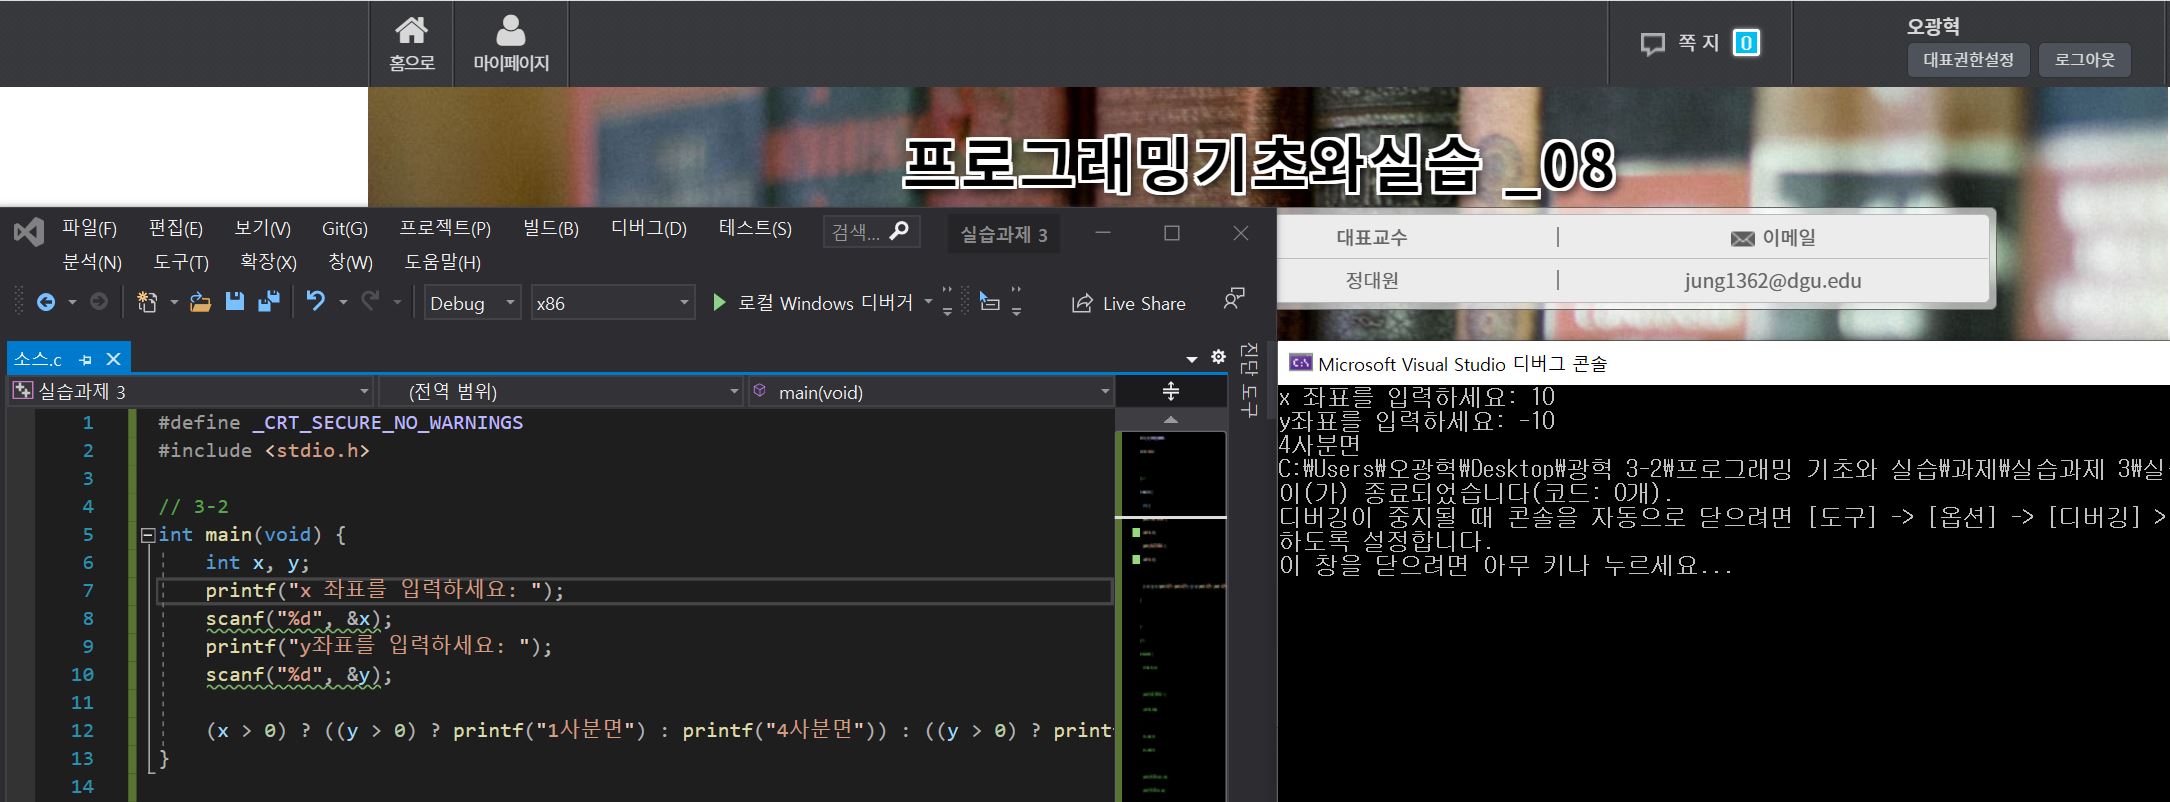 홈으로
마이페이지
쪽 지 0
오광혁
대표권한설정 로그아웃
프로그래밍기초와실습 _08
대표교수 | 이메일
정대원 | jung1362@dgu.edu
파일(F) 편집(E) 보기(V) Git(G) 프로젝트(P) 빌드(B) 디버그(D) 테스트(S) 검색... 실습과제 3
분석(N) 도구(T) 확장(X) 창(W) 도움말(H)
Debug x86 로컬 Windows 디버거 Live Share
소스.c
진단 도구
실습과제 3 (전역 범위) main(void)
1 #define _CRT_SECURE_NO_WARNINGS
2 #include <stdio.h>
3
4 // 3-2
5 int main(void) {
6 int x, y;
7 printf("x 좌표를 입력하세요: ");
8 scanf("%d", &x);
9 printf("y좌표를 입력하세요: ");
10 scanf("%d", &y);
11
12 (x > 0) ? ((y > 0) ? printf("1사분면") : printf("4사분면")) : ((y > 0) ? print
13 }
14
Microsoft Visual Studio 디버그 콘솔
x 좌표를 입력하세요: 10
y좌표를 입력하세요: -10
4사분면
C:₩Users₩오광혁₩Desktop₩광혁 3-2₩프로그래밍 기초와 실습₩과제₩실습과제 3₩실
이(가) 종료되었습니다(코드: 0개).
디버깅이 중지될 때 콘솔을 자동으로 닫으려면 [도구] -> [옵션] -> [디버깅] >
하도록 설정합니다.
이 창을 닫으려면 아무 키나 누르세요...